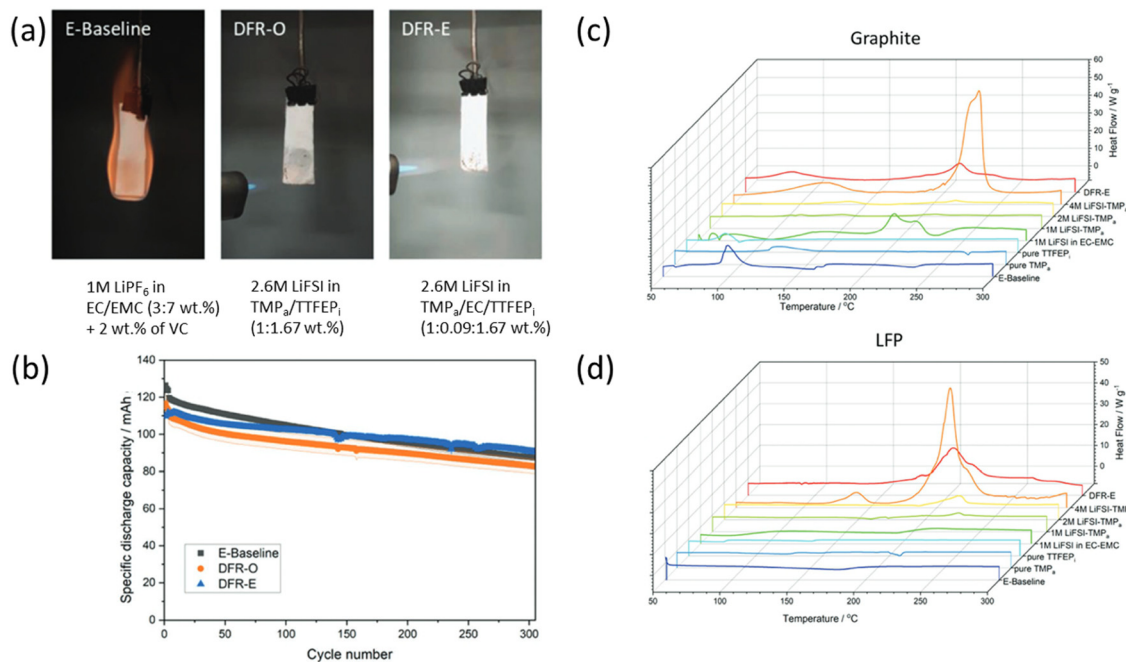 (a)
E-Baseline
DFR-O
DFR-E
1M LiPF6 in
EC/EMC (3:7 wt.%)
+ 2 wt.% of VC
2.6M LiFSI in
TMPa/TTFEPi
(1:1.67 wt.%)
2.6M LiFSI in
TMPa/EC/TTFEPi
(1:0.09:1.67 wt.%)
(b)
Specific discharge capacity / mAh
140
120
100
80
60
40
20
0
E-Baseline
DFR-O
DFR-E
0
50
100
150
200
250
300
Cycle number
(c)
Graphite
60
50
40
30
20
10
0
Heat Flow / W g-1
DFR-E
4M LiFSI-TMP
2M LiFSI-TMPa
1M LiFSI-TMPa
1M LiFSI in EC-EMC
pure TTFEPi
pure TMPa
E-Baseline
50
100
150
200
250
300
Temperature / °C
(d)
LFP
50
40
30
20
10
0
Heat Flow / W g-1
DFR-E
4M LiFSI-TM
2M LiFSI-TMPa
1M LiFSI-TMPa
1M LiFSI in EC-EMC
pure TTFEPi
pure TMPa
E-Baseline
50
100
150
200
250
300
Temperature / °C